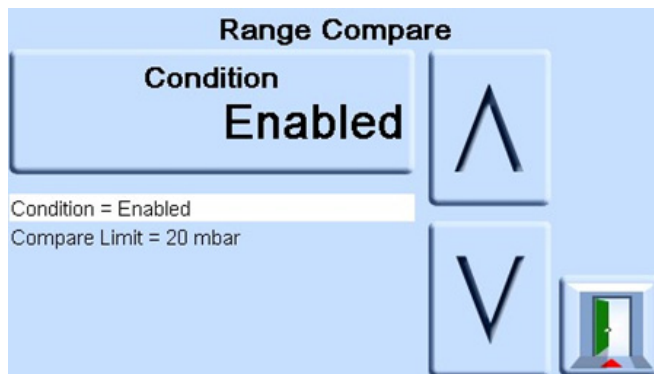 Range Compare
Condition
Enabled
Condition = Enabled
Compare Limit = 20 mbar